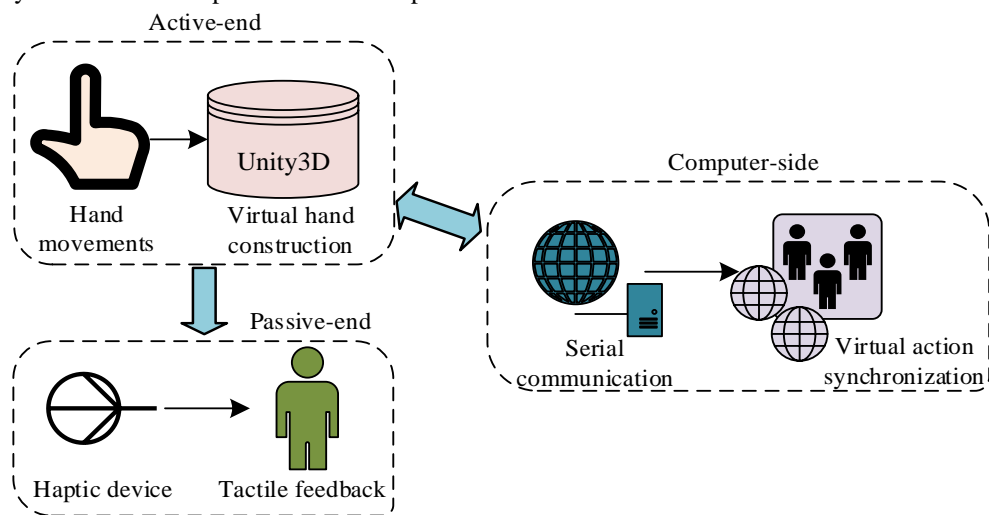 Active-end
Unity3D
Hand
movements
Virtual hand
construction
Computer-side
Serial
communication
Virtual action
synchronization
Passive-end
Haptic device
Tactile feedback